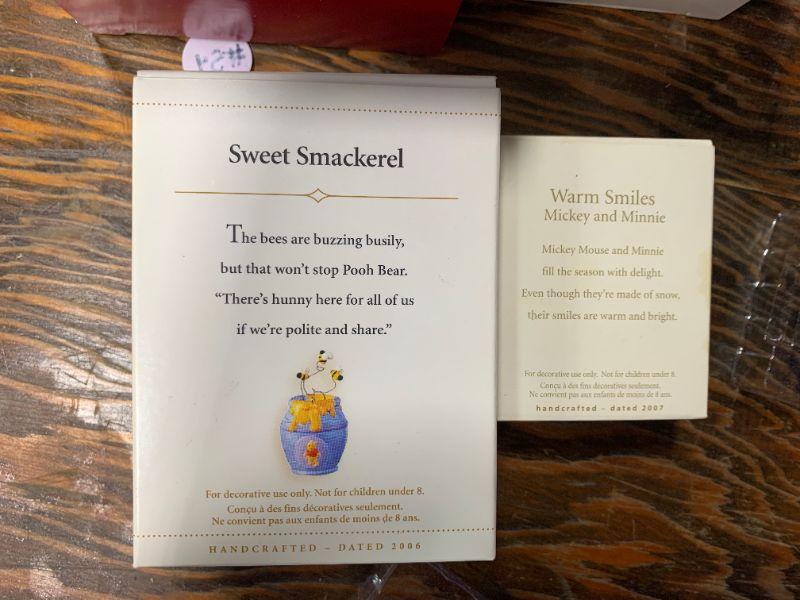 #24
Sweet Smackerel
The bees are buzzing busily,
but that won't stop Pooh Bear.
"There's hunny here for all of us
if we're polite and share."
For decorative use only. Not for children under 8.
Conçu à des fins décoratives seulement.
Ne convient pas aux enfants de moins de 8 ans.
HANDCRAFTED – DATED 2006
Warm Smiles
Mickey and Minnie
Mickey Mouse and Minnie
fill the season with delight.
Even though they're made of snow,
their smiles are warm and bright.
For decorative use only. Not for children under 8.
Conçu à des fins décoratives seulement.
Ne convient pas aux enfants de moins de 8 ans.
handcrafted – dated 2007